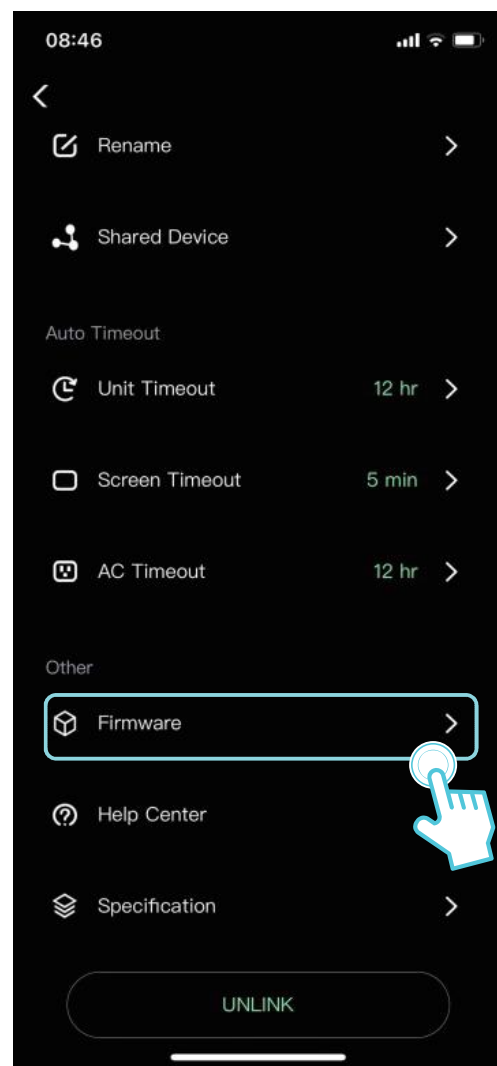 08:46
Rename
Shared Device
Auto Timeout
Unit Timeout 12 hr
Screen Timeout 5 min
AC Timeout 12 hr
Other
Firmware
Help Center
Specification
UNLINK